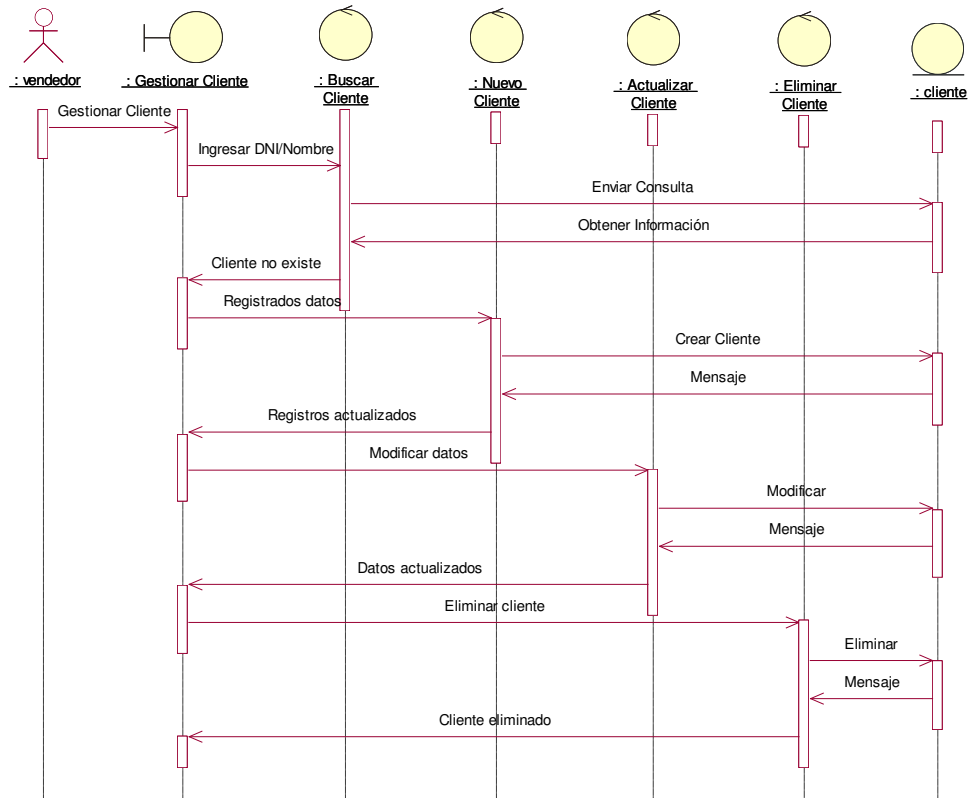 : vendedor
: Gestionar Cliente
: Buscar
Cliente
: Nuevo
Cliente
: Actualizar
Cliente
: Eliminar
Cliente
: cliente
Gestionar Cliente
Ingresar DNI/Nombre
Enviar Consulta
Obtener Información
Cliente no existe
Registrados datos
Crear Cliente
Mensaje
Registros actualizados
Modificar datos
Modificar
Mensaje
Datos actualizados
Eliminar cliente
Eliminar
Mensaje
Cliente eliminado